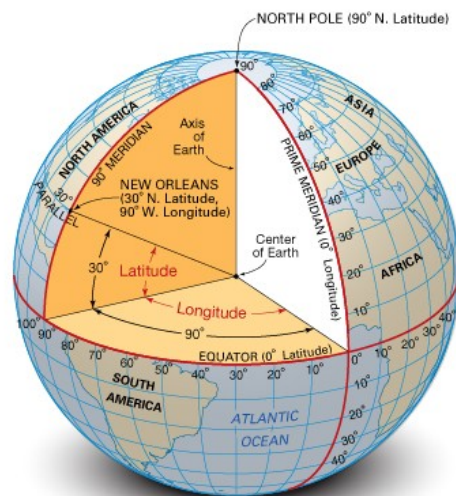 NORTH POLE (90° N. Latitude)
90°
80°
70°
60°
50°
40°
30°
20°
10°
ASIA
EUROPE
AFRICA
NORTH AMERICA
90° MERIDIAN
Axis
of
Earth
PRIME MERIDIAN (0° Longitude)
30°
PARALLEL
NEW ORLEANS
(30° N. Latitude,
90° W. Longitude)
Center
of Earth
30°
Latitude
Longitude
90°
EQUATOR (0° Latitude)
100°
90°
80°
70°
60°
50°
40°
30°
20°
10°
0°
10°
20°
30°
40°
10°
20°
30°
40°
SOUTH
AMERICA
ATLANTIC
OCEAN